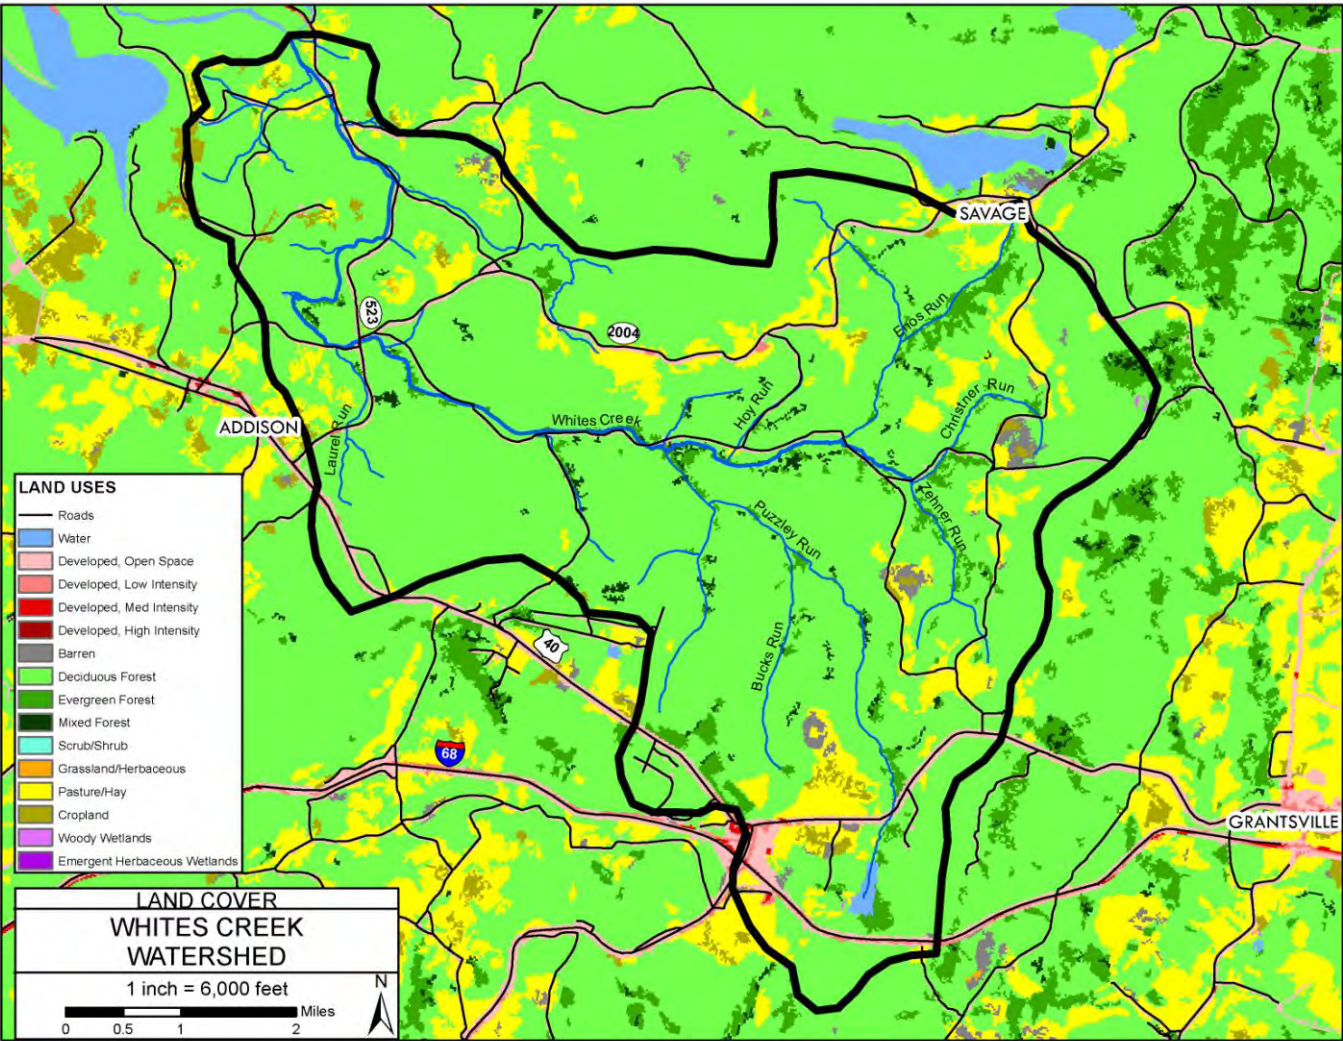 SAVAGE
523
2004
Enos Run
Christner Run
Hoy Run
Whites Creek
ADDISON
Laurel Run
Zehner Run
Puzzley Run
Bucks Run
40
68
GRANTSVILLE
LAND USES
Roads
Water
Developed, Open Space
Developed, Low Intensity
Developed, Med Intensity
Developed, High Intensity
Barren
Deciduous Forest
Evergreen Forest
Mixed Forest
Scrub/Shrub
Grassland/Herbaceous
Pasture/Hay
Cropland
Woody Wetlands
Emergent Herbaceous Wetlands
LAND COVER
WHITES CREEK
WATERSHED
1 inch = 6,000 feet
N
Miles
0 0.5 1 2